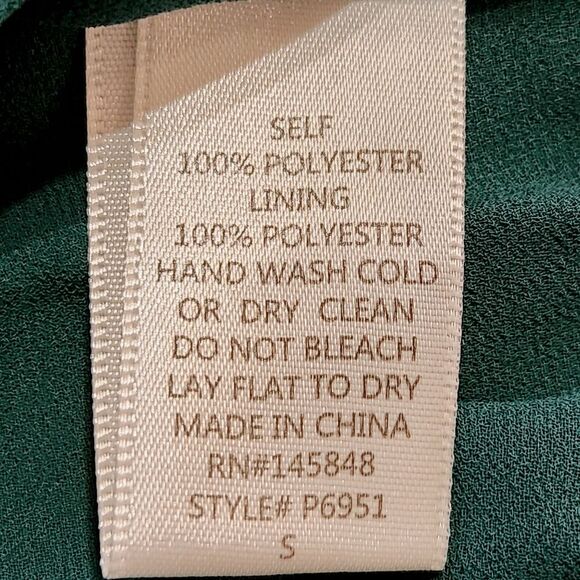 SELF
100% POLYESTER
LINING
100% POLYESTER
HAND WASH COLD
OR DRY CLEAN
DO NOT BLEACH
LAY FLAT TO DRY
MADE IN CHINA
RN#145848
STYLE# P6951
S